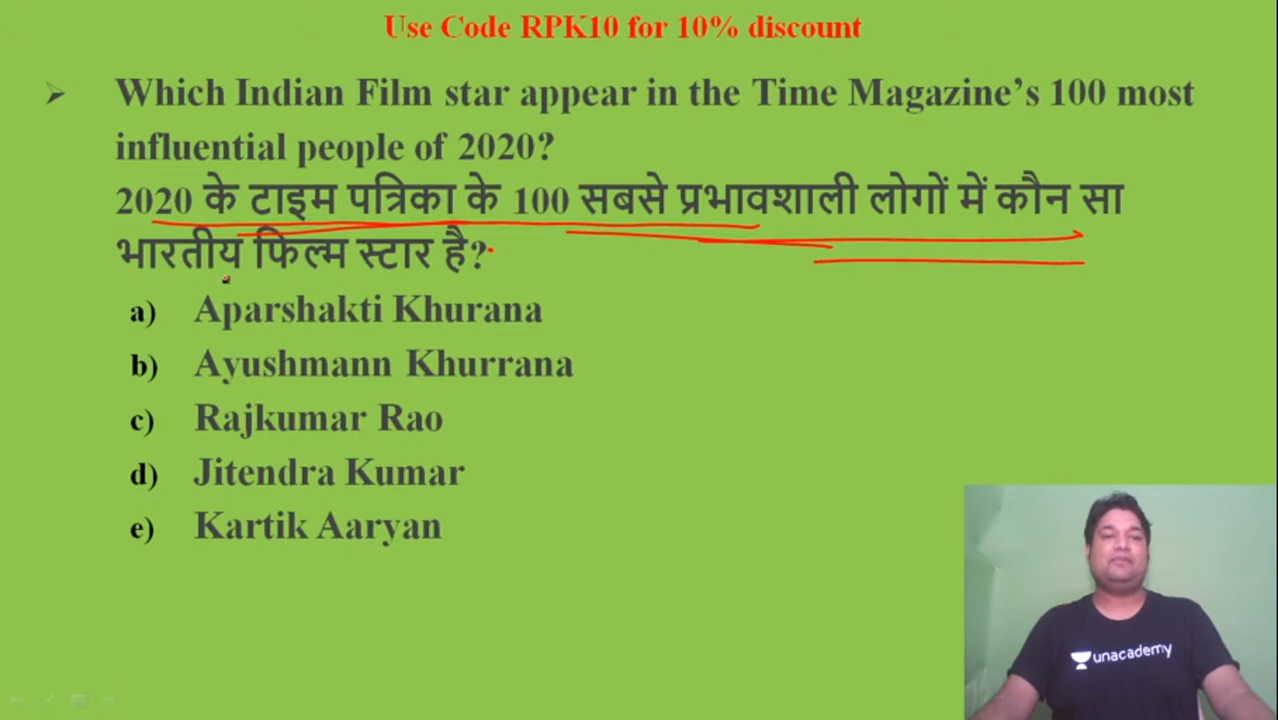 Use Code RPK10 for 10% discount
Which Indian Film star appear in the Time Magazine's 100 most
influential people of 2020?
2020 के टाइम पत्रिका के 100 सबसे प्रभावशाली लोगों में कौन सा
भारतीय फिल्म स्टार है?
a) Aparshakti Khurana
b) Ayushmann Khurrana
c) Rajkumar Rao
d) Jitendra Kumar
e) Kartik Aaryan
unacademy